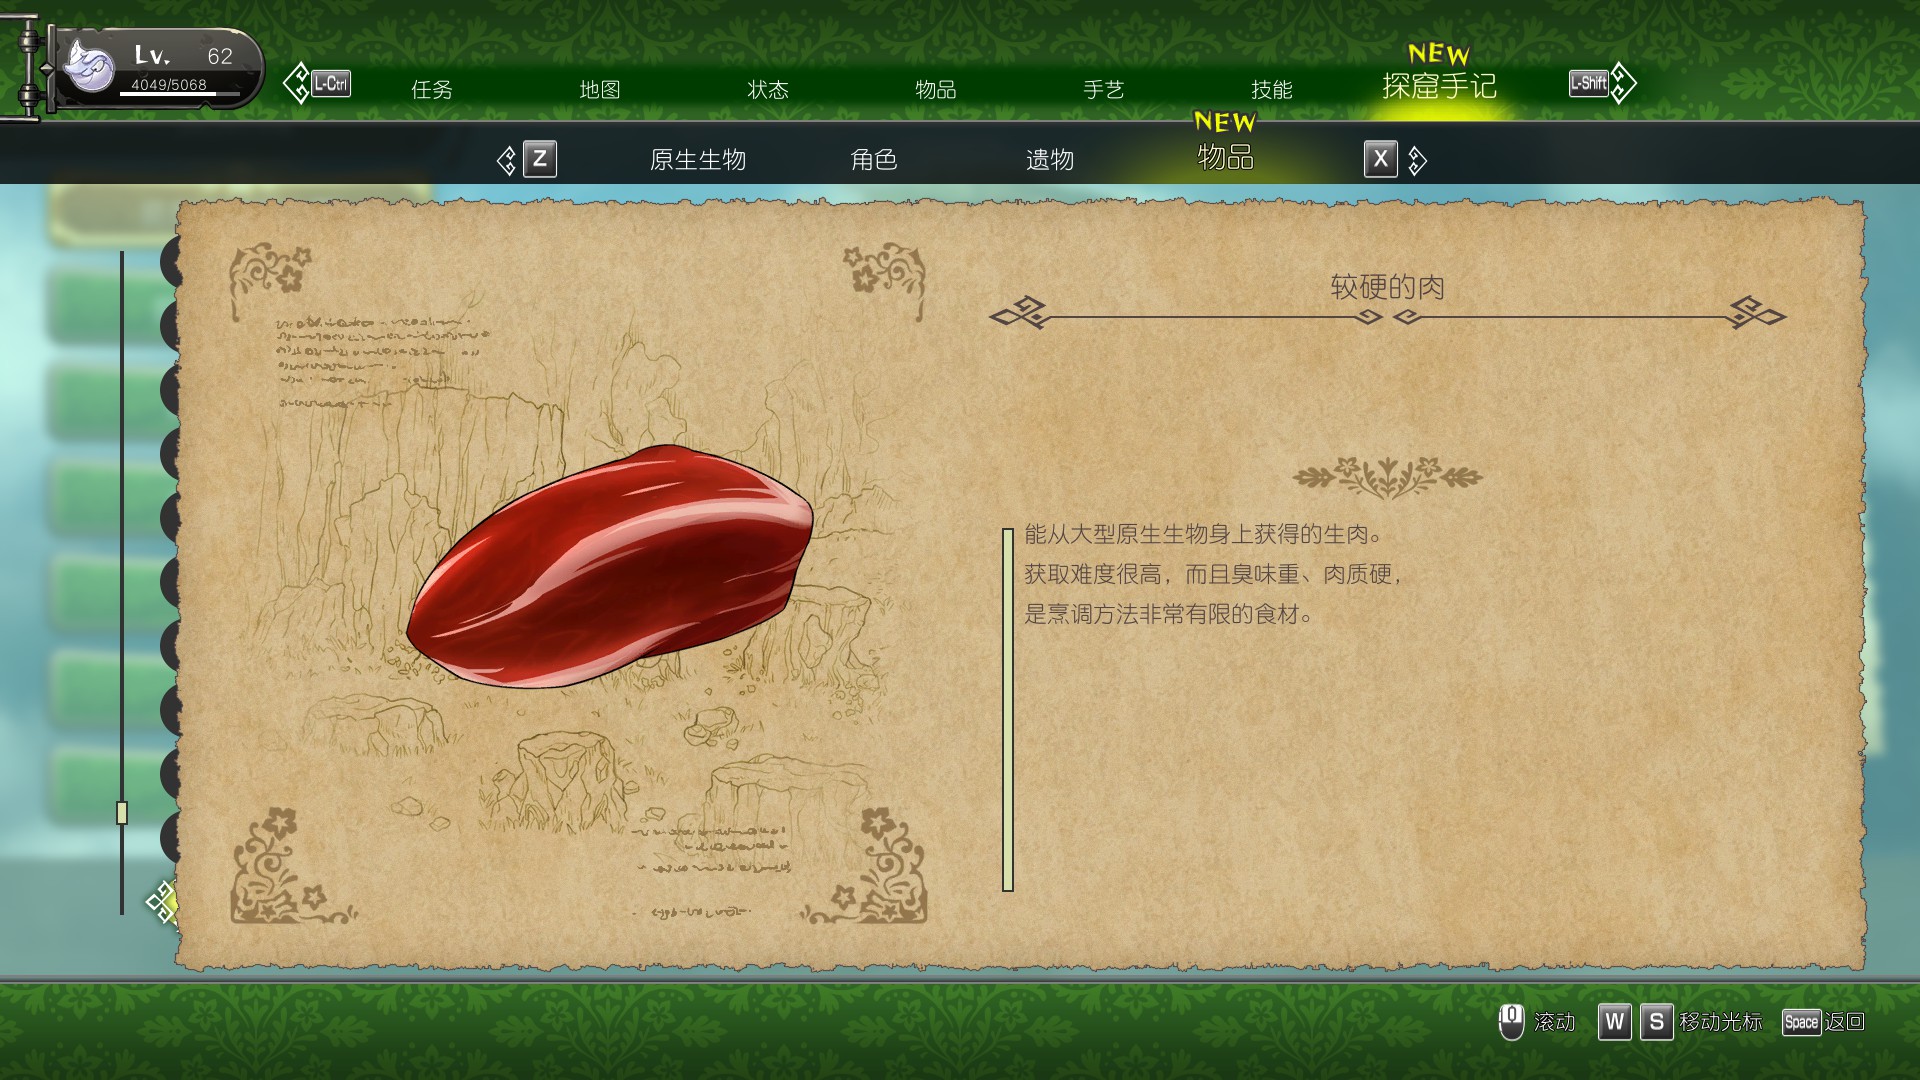 Lv. 62
4049/5068
L-Ctrl
任务
地图
状态
物品
手艺
技能
NEW
探窟手记
L-Shift
Z
原生生物
角色
遗物
NEW
物品
X
较硬的肉
能从大型原生生物身上获得的生肉。
获取难度很高，而且臭味重、肉质硬，
是烹调方法非常有限的食材。
滚动
W S 移动光标
Space 返回